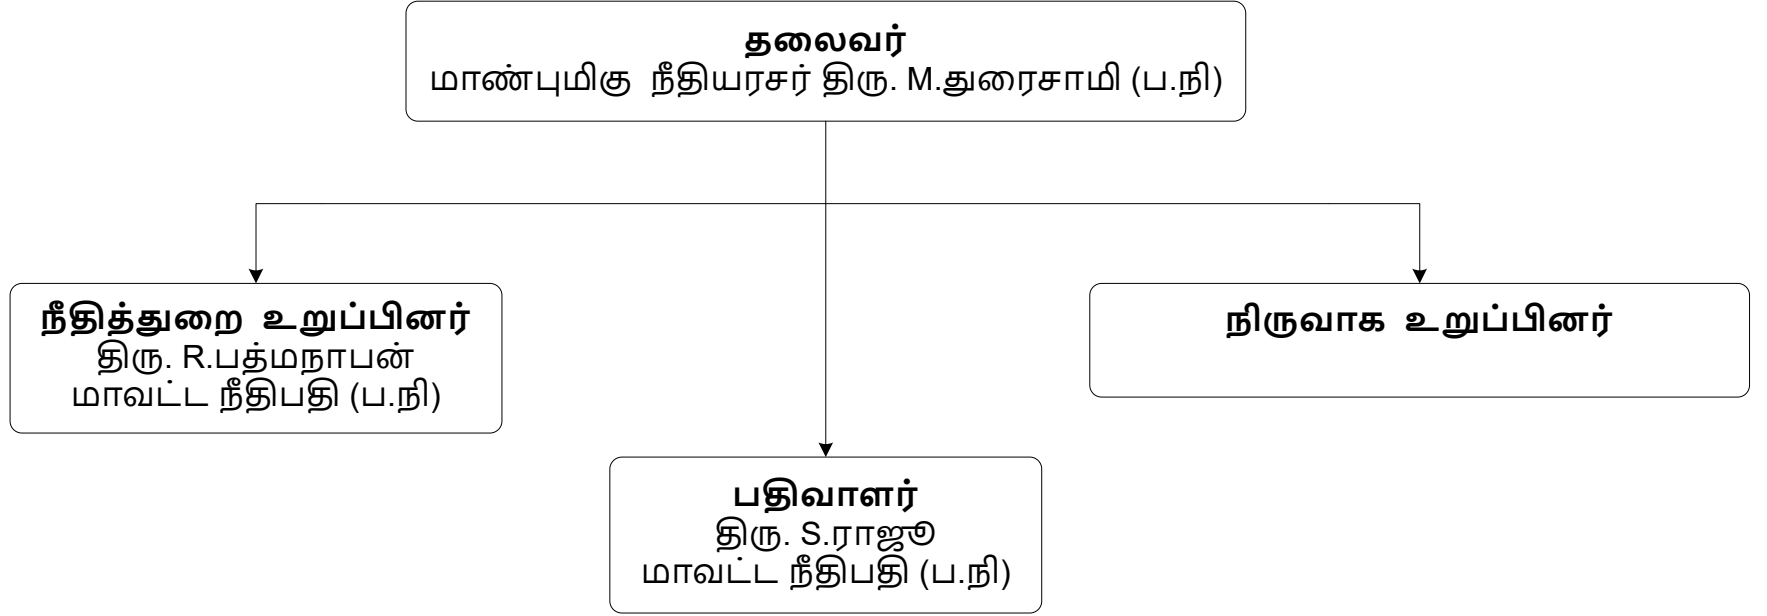 தலைவர்
மாண்புமிகு நீதியரசர் திரு. M.துரைசாமி (ப.நி)
நீதித்துறை உறுப்பினர்
திரு. R.பத்மநாபன்
மாவட்ட நீதிபதி (ப.நி)
நிருவாக உறுப்பினர்
பதிவாளர்
திரு. S.ராஜூ
மாவட்ட நீதிபதி (ப.நி)